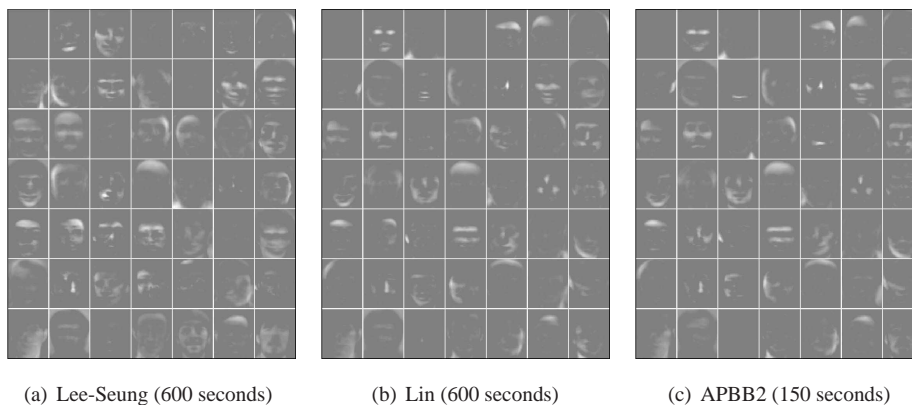 (a) Lee-Seung (600 seconds)
(b) Lin (600 seconds)
(c) APBB2 (150 seconds)